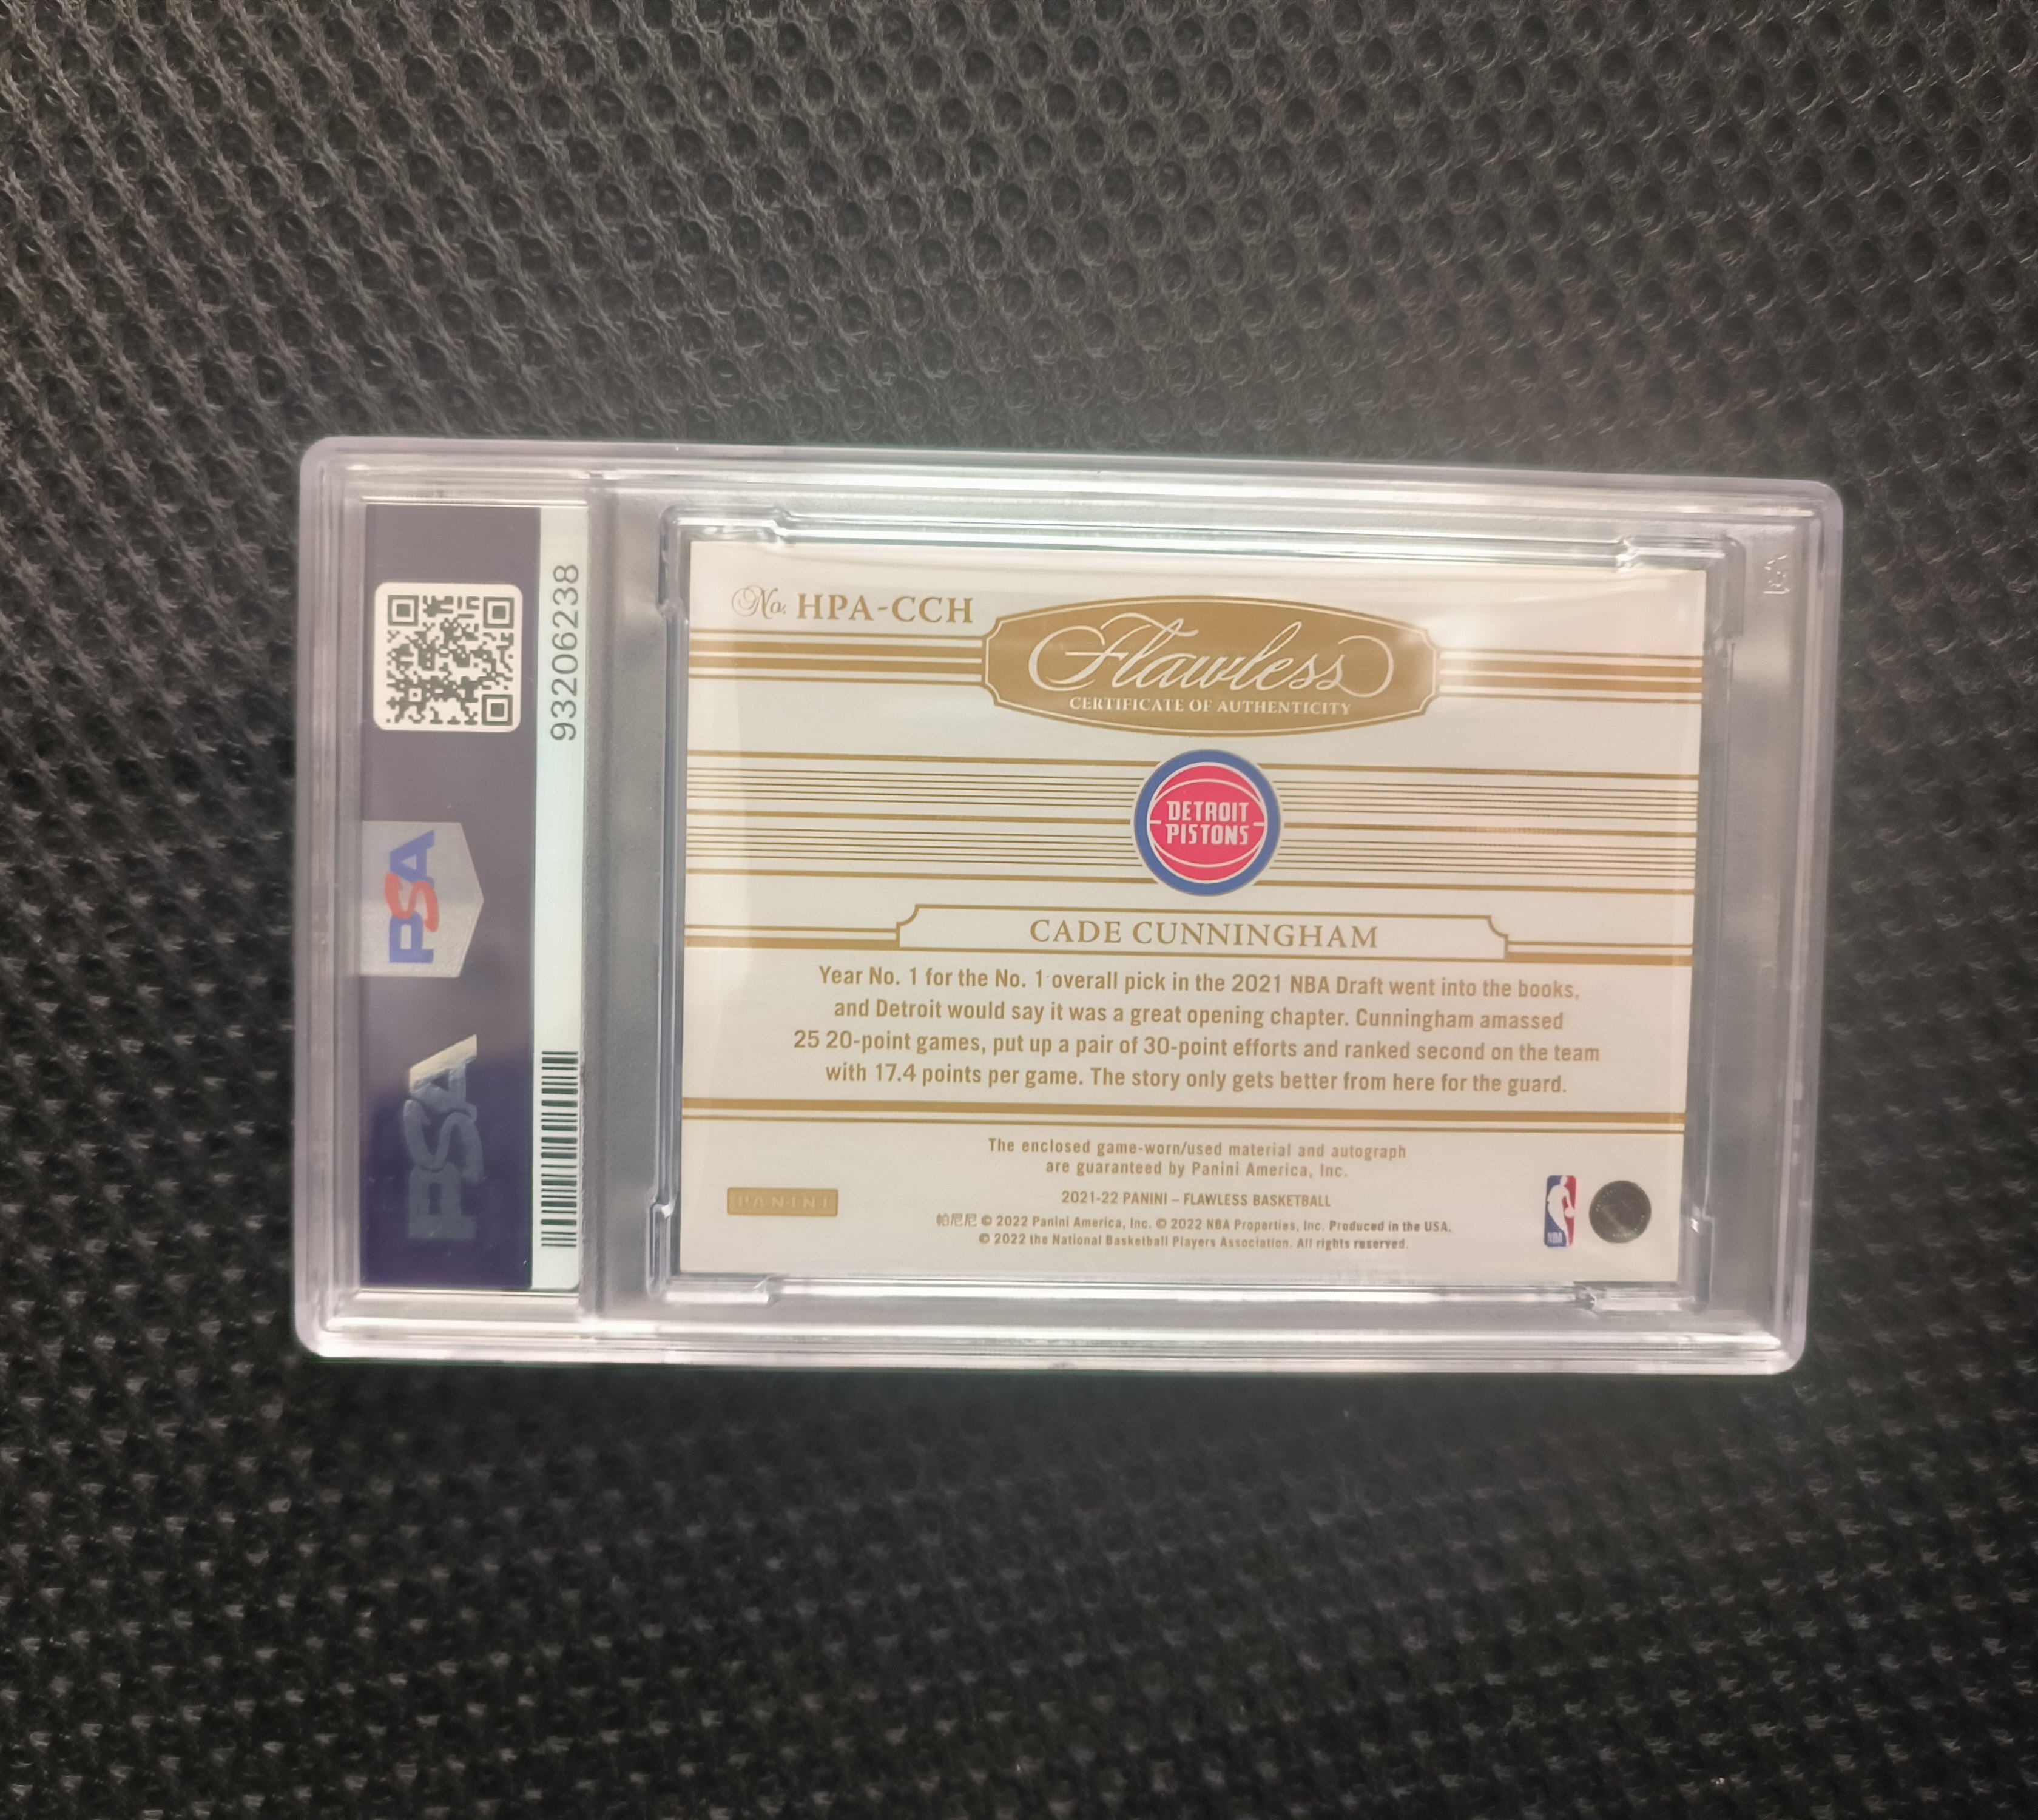 93206238
PSA
PSA
No. HPA-CCH
Flawless
CERTIFICATE OF AUTHENTICITY
DETROIT
PISTONS
CADE CUNNINGHAM
Year No. 1 for the No. 1 overall pick in the 2021 NBA Draft went into the books,
and Detroit would say it was a great opening chapter. Cunningham amassed
25 20-point games, put up a pair of 30-point efforts and ranked second on the team
with 17.4 points per game. The story only gets better from here for the guard.
The enclosed game-worn/used material and autograph
are guaranteed by Panini America, Inc.
PANINI
2021-22 PANINI – FLAWLESS BASKETBALL
帕尼尼 © 2022 Panini America, Inc. © 2022 NBA Properties, Inc. Produced in the USA.
© 2022 the National Basketball Players Association. All rights reserved.
NBA